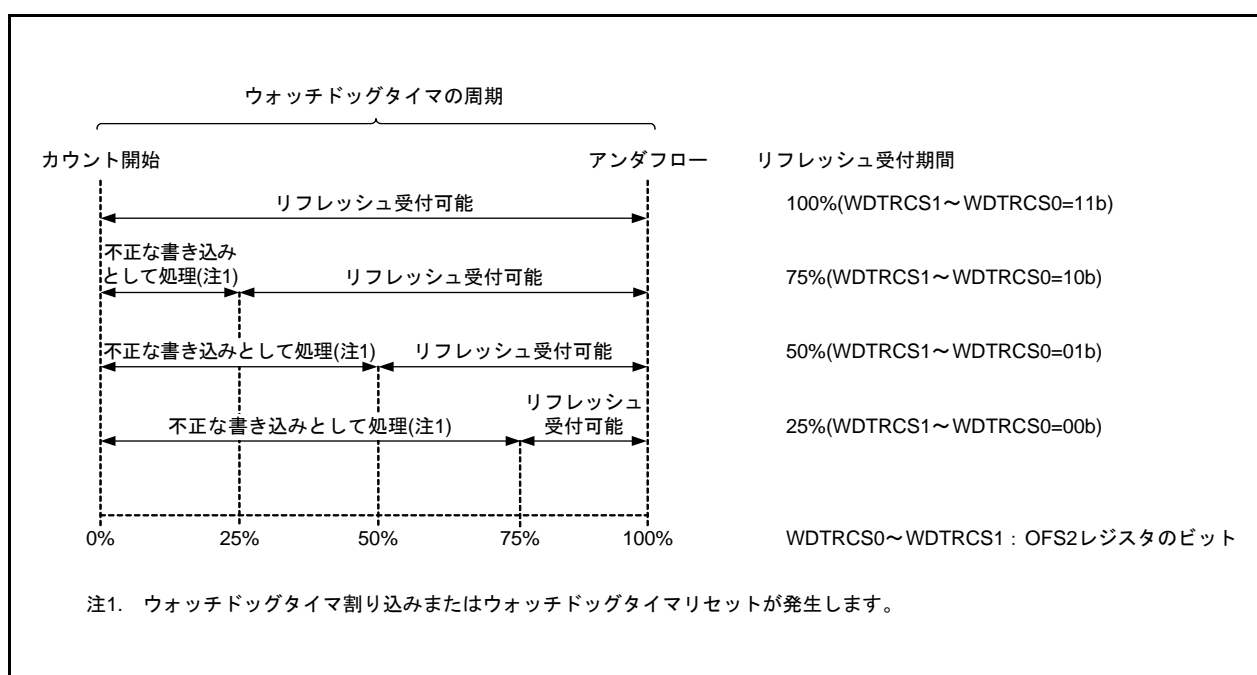 ウォッチドッグタイマの周期
カウント開始
アンダフロー
リフレッシュ受付期間
リフレッシュ受付可能
100%(WDTRCS1～WDTRCS0=11b)
不正な書き込み
として処理(注1)
リフレッシュ受付可能
75%(WDTRCS1～WDTRCS0=10b)
不正な書き込みとして処理(注1)
リフレッシュ受付可能
50%(WDTRCS1～WDTRCS0=01b)
不正な書き込みとして処理(注1)
リフレッシュ
受付可能
25%(WDTRCS1～WDTRCS0=00b)
0%
25%
50%
75%
100%
WDTRCS0～WDTRCS1：OFS2レジスタのビット
注1. ウォッチドッグタイマ割り込みまたはウォッチドッグタイマリセットが発生します。